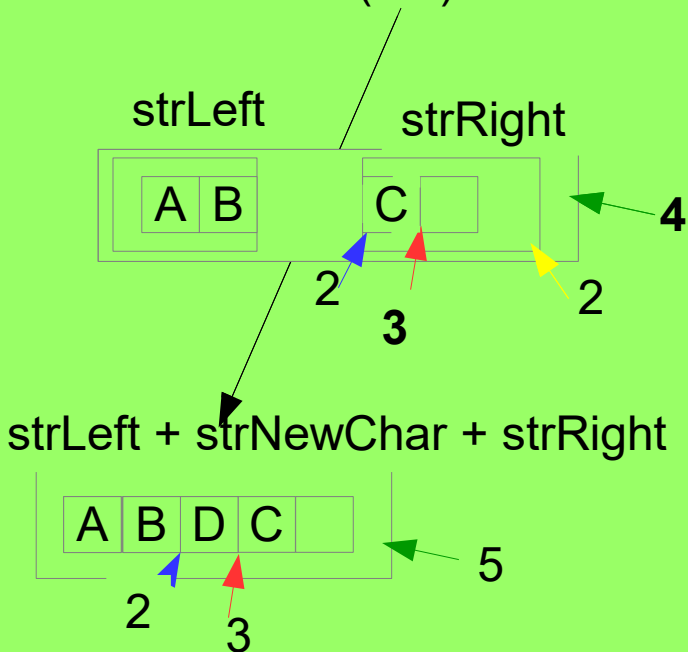 strLeft strRight
A B C 4
2 3 2
strLeft + strNewChar + strRight
A B D C
5
2 3